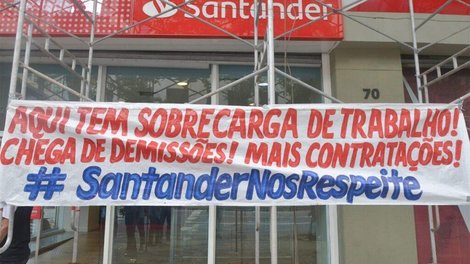 Santander
70
AQUI TEM SOBRECARGA DE TRABALHO!
CHEGA DE DEMISSÕES! MAIS CONTRATAÇÕES!
# SantanderNosRespeite